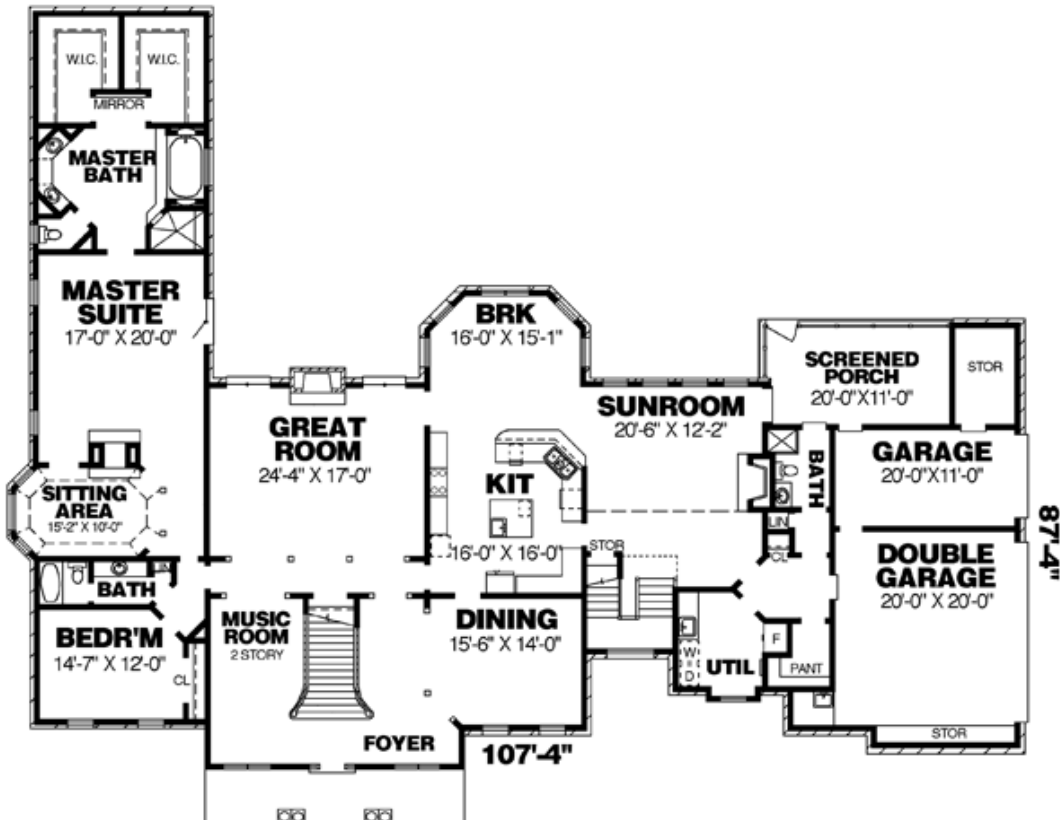 W.I.C.
W.I.C.
MIRROR
MASTER
BATH
MASTER
SUITE
17'-0" X 20'-0"
BRK
16'-0" X 15'-1"
SCREENED
PORCH
20'-0"X11'-0"
STOR
SUNROOM
20'-6" X 12'-2"
GREAT
ROOM
24'-4" X 17'-0"
GARAGE
20'-0"X11'-0"
BATH
KIT
16'-0" X 16'-0"
SITTING
AREA
15'-2" X 10'-0"
LIN
CL
STOR
87'-4"
DOUBLE
GARAGE
20'-0" X 20'-0"
BATH
BEDR'M
14'-7" X 12'-0"
CL
MUSIC
ROOM
2 STORY
DINING
15'-6" X 14'-0"
W
D
UTIL
F
PANT
FOYER
107'-4"
STOR